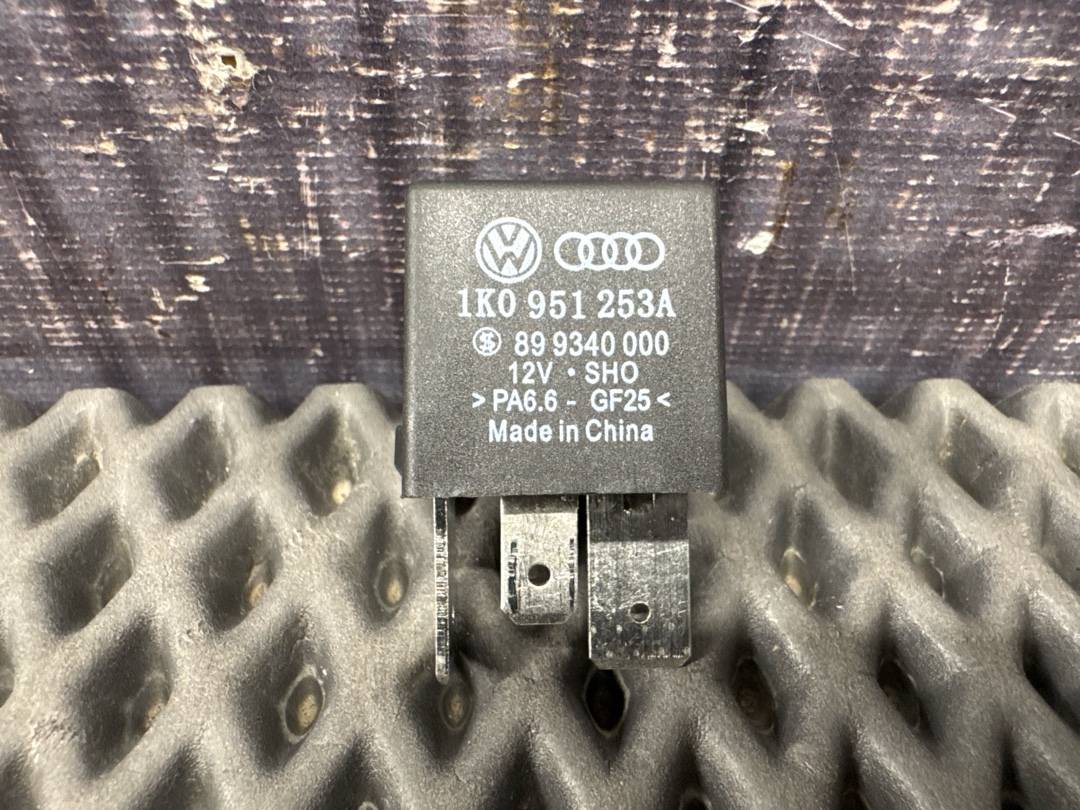 1K0 951 253A
89 9340 000
12V • SHO
>PA6.6 - GF25<
Made in China